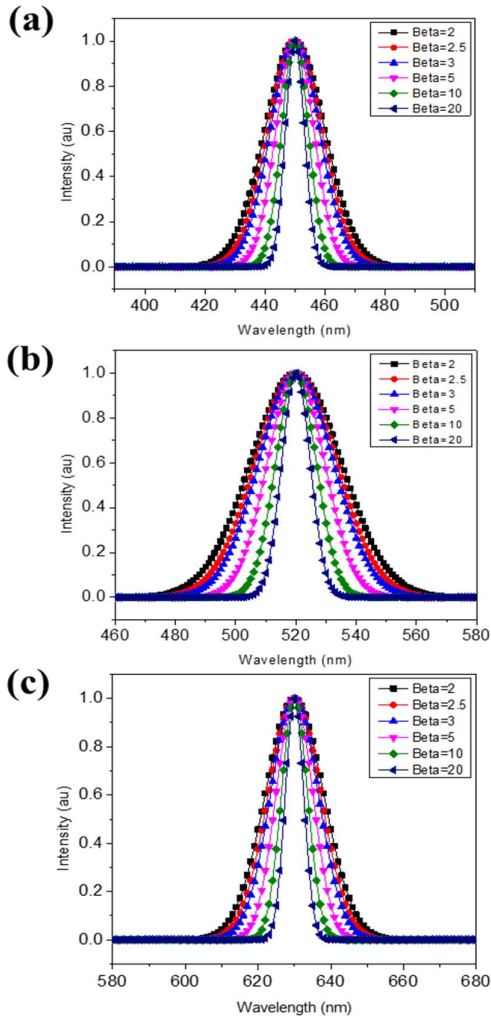 (a)
1.0
0.8
0.6
0.4
0.2
0.0
Intensity (au)
Beta=2
Beta=2.5
Beta=3
Beta=5
Beta=10
Beta=20
400 420 440 460 480 500
Wavelength (nm)
(b)
1.0
0.8
0.6
0.4
0.2
0.0
Intensity (au)
Beta=2
Beta=2.5
Beta=3
Beta=5
Beta=10
Beta=20
460 480 500 520 540 560 580
Wavelength (nm)
(c)
1.0
0.8
0.6
0.4
0.2
0.0
Intensity (au)
Beta=2
Beta=2.5
Beta=3
Beta=5
Beta=10
Beta=20
580 600 620 640 660 680
Wavelength (nm)